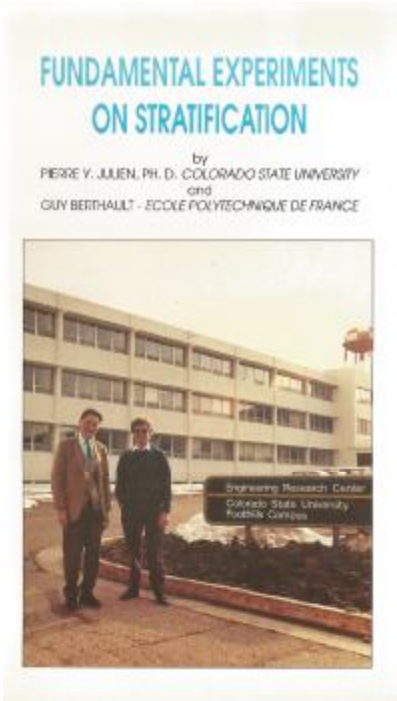 FUNDAMENTAL EXPERIMENTS
ON STRATIFICATION
by
PIERRE Y. JULIEN, PH. D. COLORADO STATE UNIVERSITY
and
GUY BERTHAULT - ECOLE POLYTECHNIQUE DE FRANCE
Engineering Research Center
Colorado State University
Foothills Campus